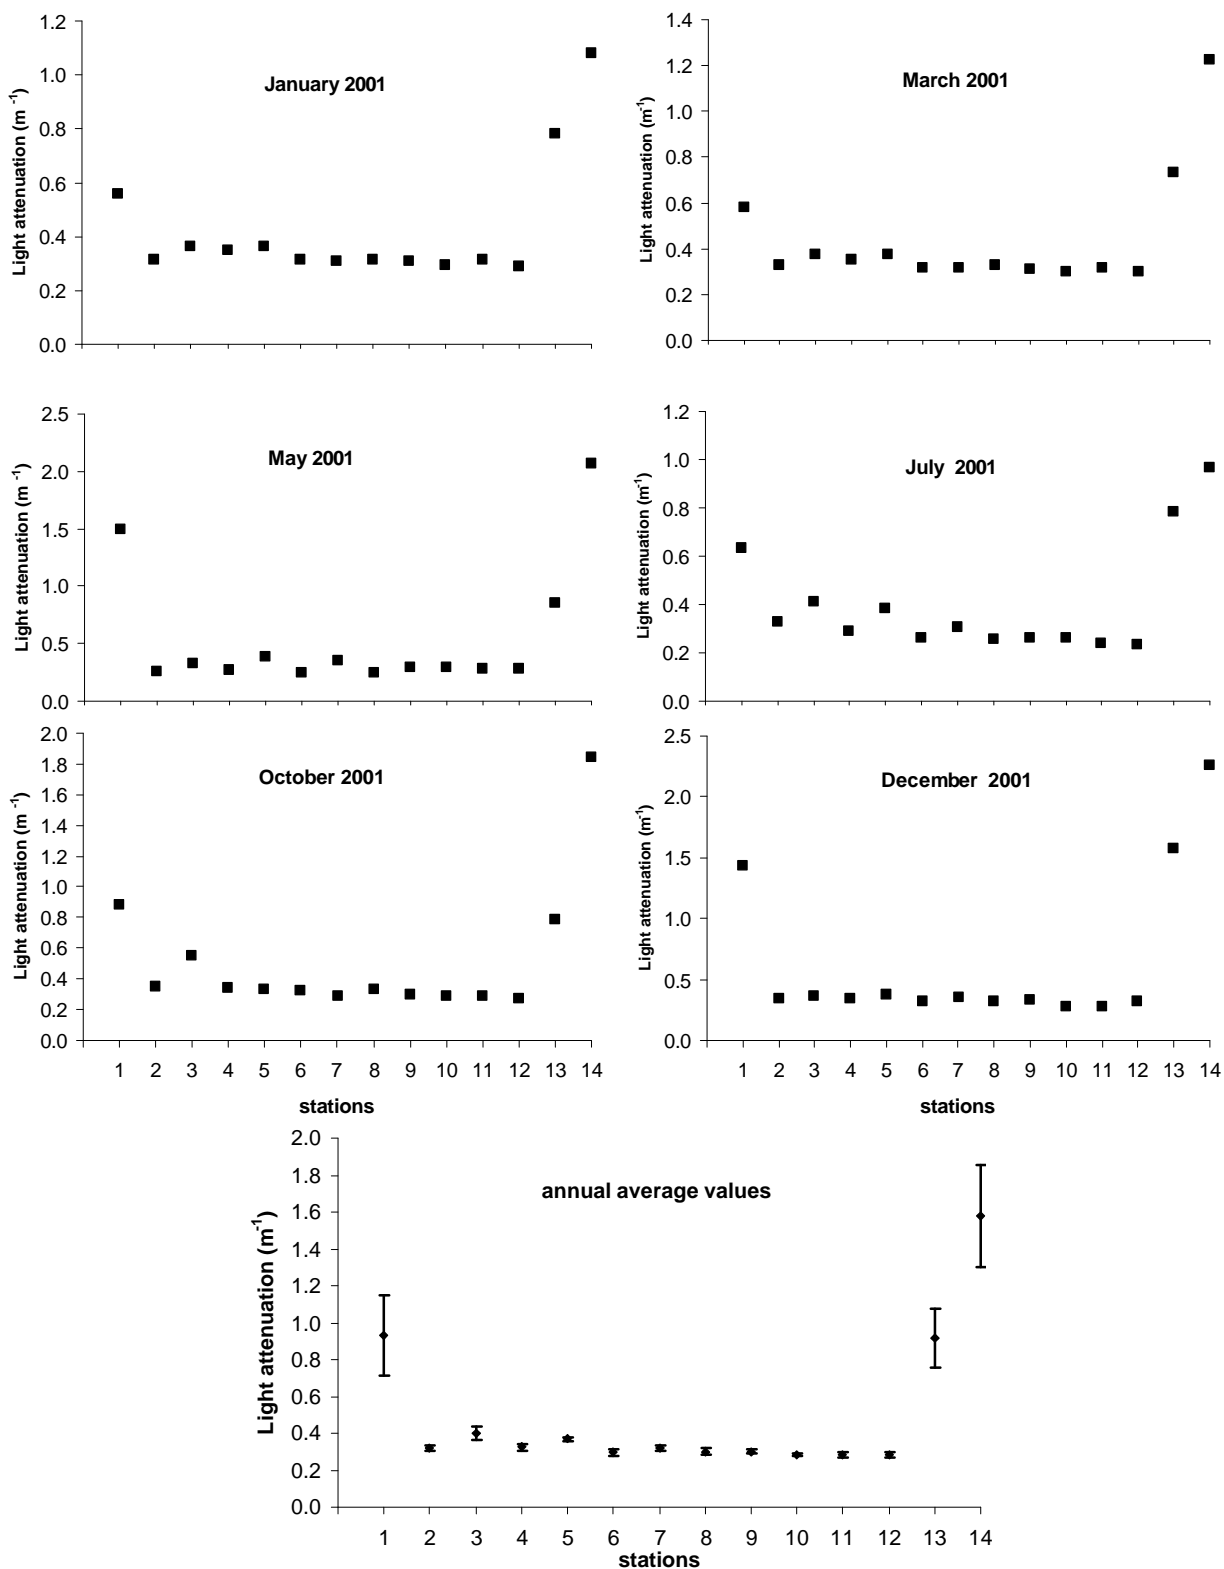 January 2001
Light attenuation (m⁻¹)
1.2
1.0
0.8
0.6
0.4
0.2
0.0
March 2001
Light attenuation (m⁻¹)
1.4
1.2
1.0
0.8
0.6
0.4
0.2
0.0
May 2001
Light attenuation (m⁻¹)
2.5
2.0
1.5
1.0
0.5
0.0
July 2001
Light attenuation (m⁻¹)
1.2
1.0
0.8
0.6
0.4
0.2
0.0
October 2001
Light attenuation (m⁻¹)
2.0
1.8
1.6
1.4
1.2
1.0
0.8
0.6
0.4
0.2
0.0
1 2 3 4 5 6 7 8 9 10 11 12 13 14
stations
December 2001
Light attenuation (m⁻¹)
2.5
2.0
1.5
1.0
0.5
0.0
1 2 3 4 5 6 7 8 9 10 11 12 13 14
stations
annual average values
Light attenuation (m⁻¹)
2.0
1.8
1.6
1.4
1.2
1.0
0.8
0.6
0.4
0.2
0.0
1 2 3 4 5 6 7 8 9 10 11 12 13 14
stations